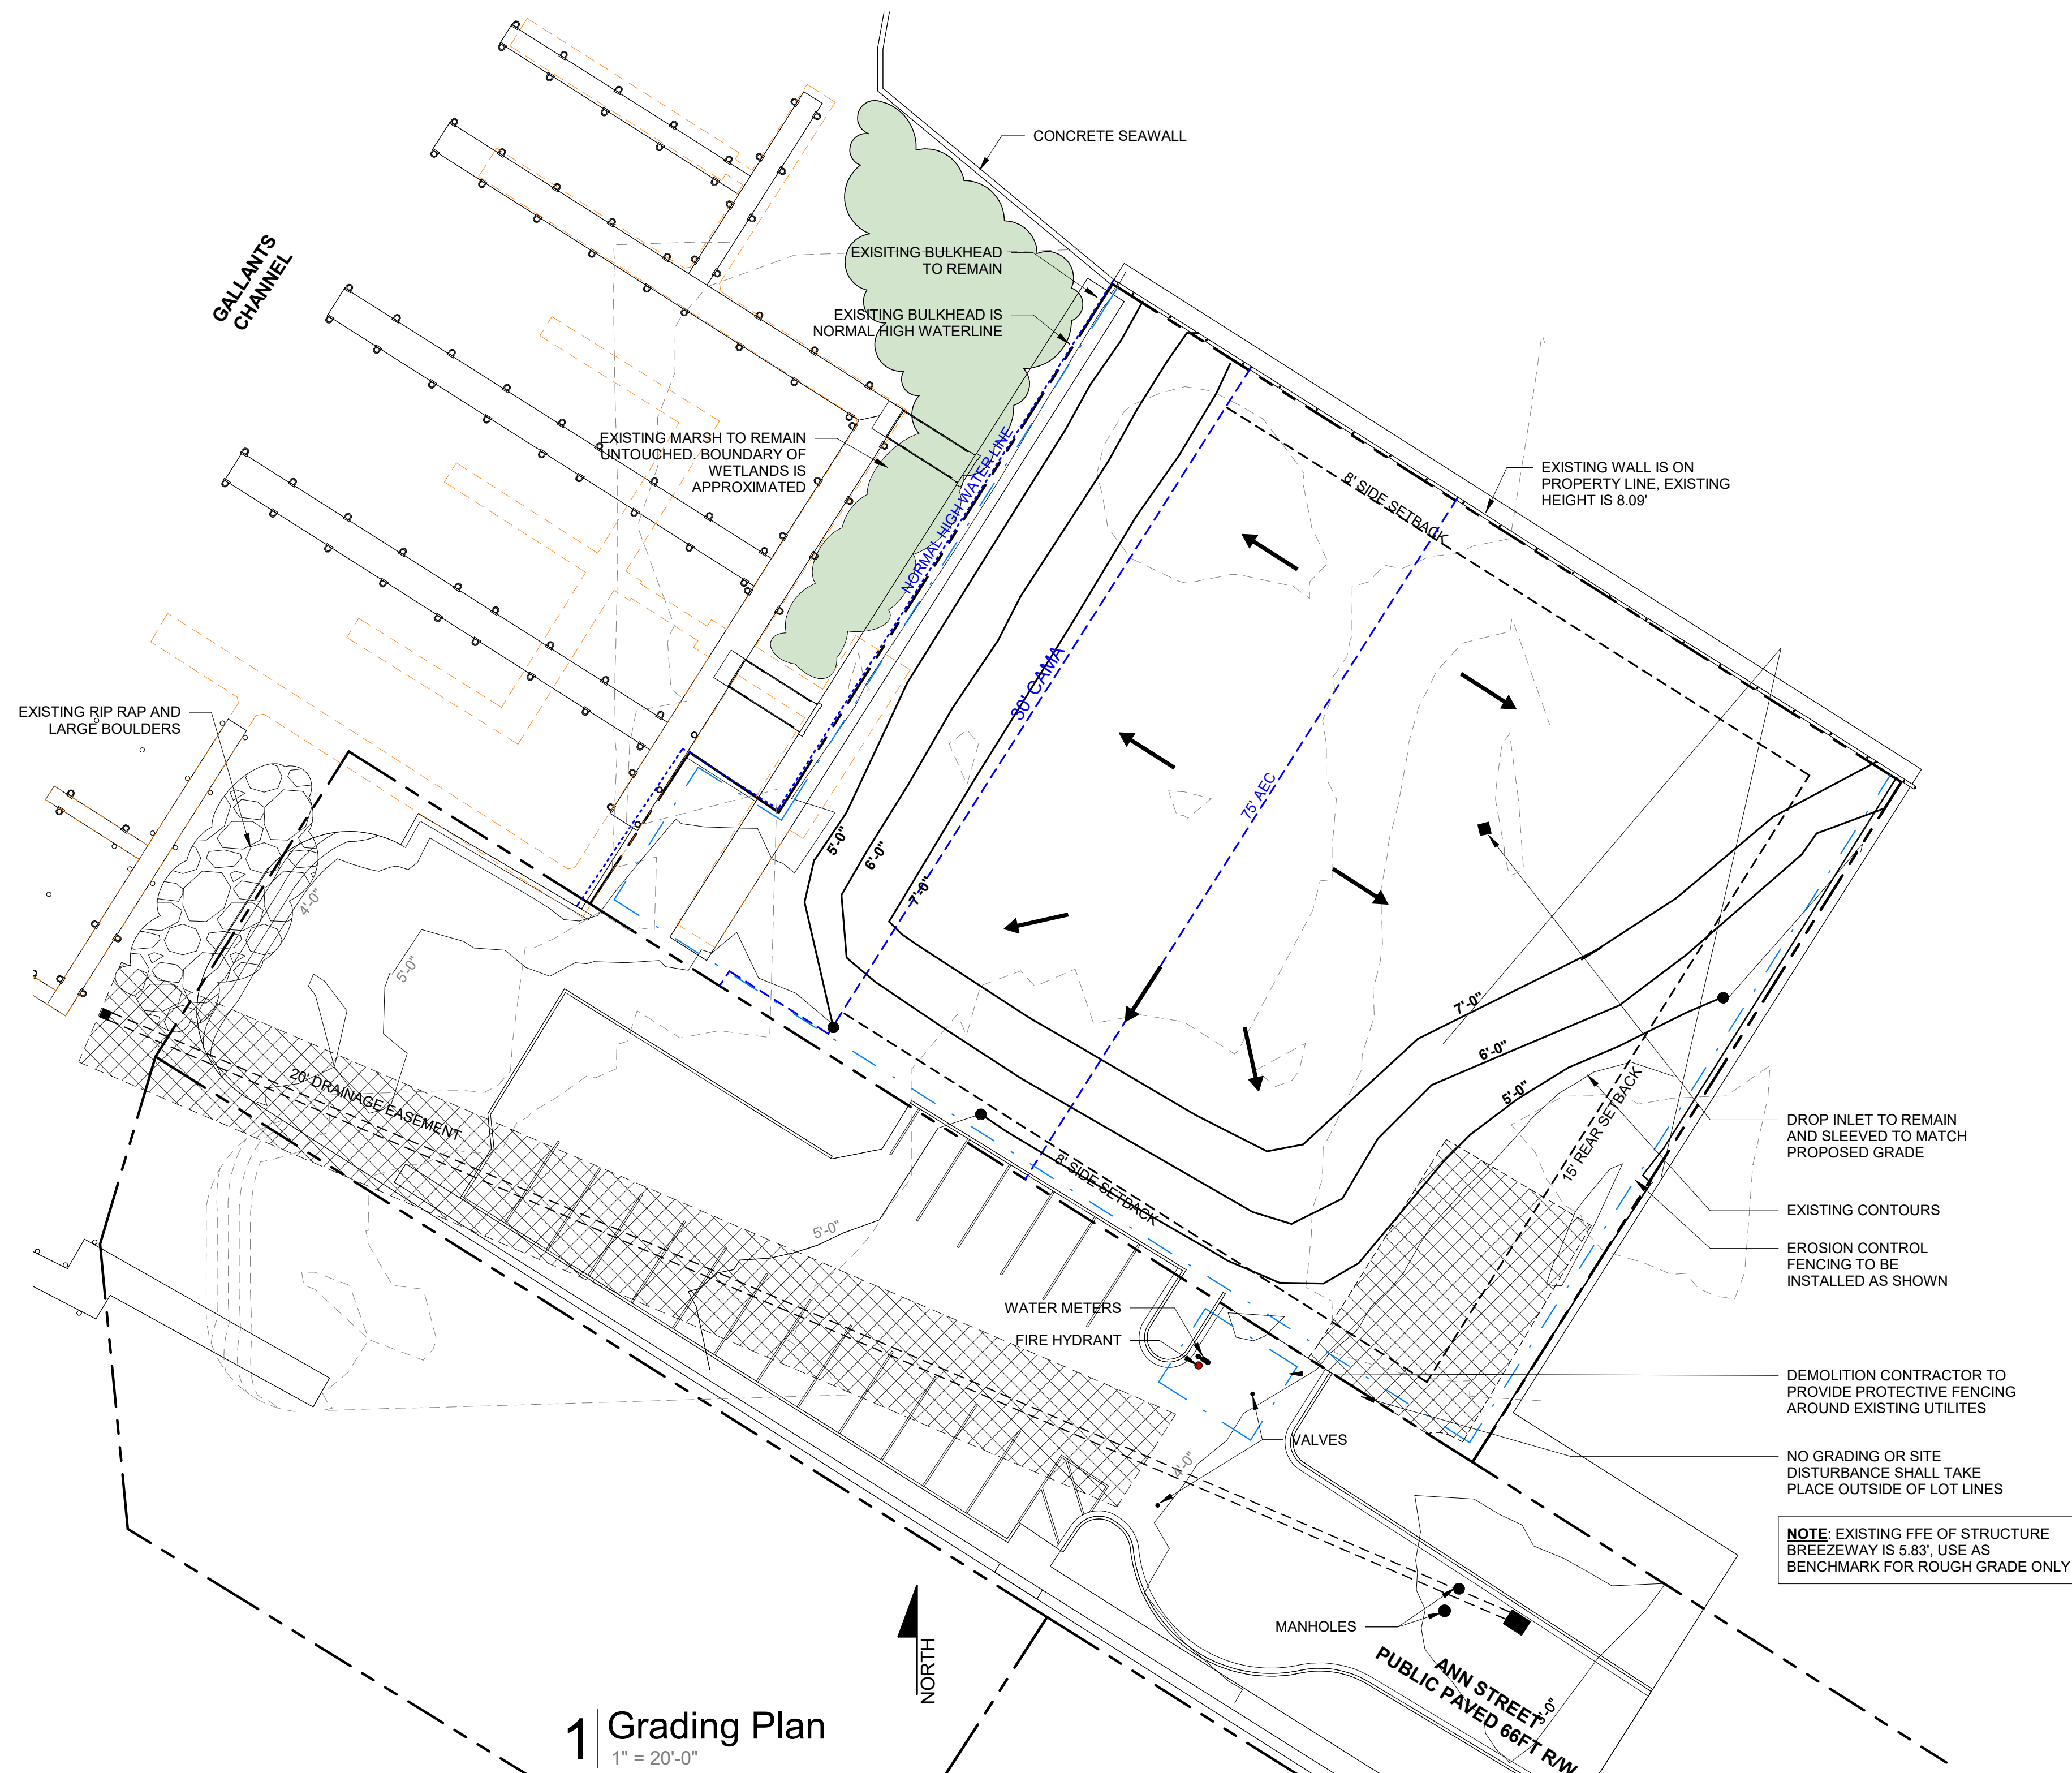 CONCRETE SEAWALL
GALLANTS
CHANNEL
EXISITING BULKHEAD
TO REMAIN
EXISITING BULKHEAD IS
NORMAL HIGH WATERLINE
EXISTING MARSH TO REMAIN
UNTOUCHED. BOUNDARY OF
WETLANDS IS
APPROXIMATED
NORMAL HIGH WATER LINE
EXISTING WALL IS ON
PROPERTY LINE, EXISTING
HEIGHT IS 8.09'
8' SIDE SETBACK
30' CAMA
75' AEC
EXISTING RIP RAP AND
LARGE BOULDERS
4'-0"
5'-0"
5'-0"
6'-0"
7'-0"
7'-0"
6'-0"
5'-0"
20' DRAINAGE EASEMENT
8' SIDE SETBACK
15' REAR SETBACK
5'-0"
DROP INLET TO REMAIN
AND SLEEVED TO MATCH
PROPOSED GRADE
EXISTING CONTOURS
EROSION CONTROL
FENCING TO BE
INSTALLED AS SHOWN
WATER METERS
FIRE HYDRANT
DEMOLITION CONTRACTOR TO
PROVIDE PROTECTIVE FENCING
AROUND EXISTING UTILITES
VALVES
4'-0"
NO GRADING OR SITE
DISTURBANCE SHALL TAKE
PLACE OUTSIDE OF LOT LINES
NOTE: EXISTING FFE OF STRUCTURE
BREEZEWAY IS 5.83', USE AS
BENCHMARK FOR ROUGH GRADE ONLY
MANHOLES
ANN STREET
PUBLIC PAVED 66FT R/W
NORTH
1
Grading Plan
1" = 20'-0"